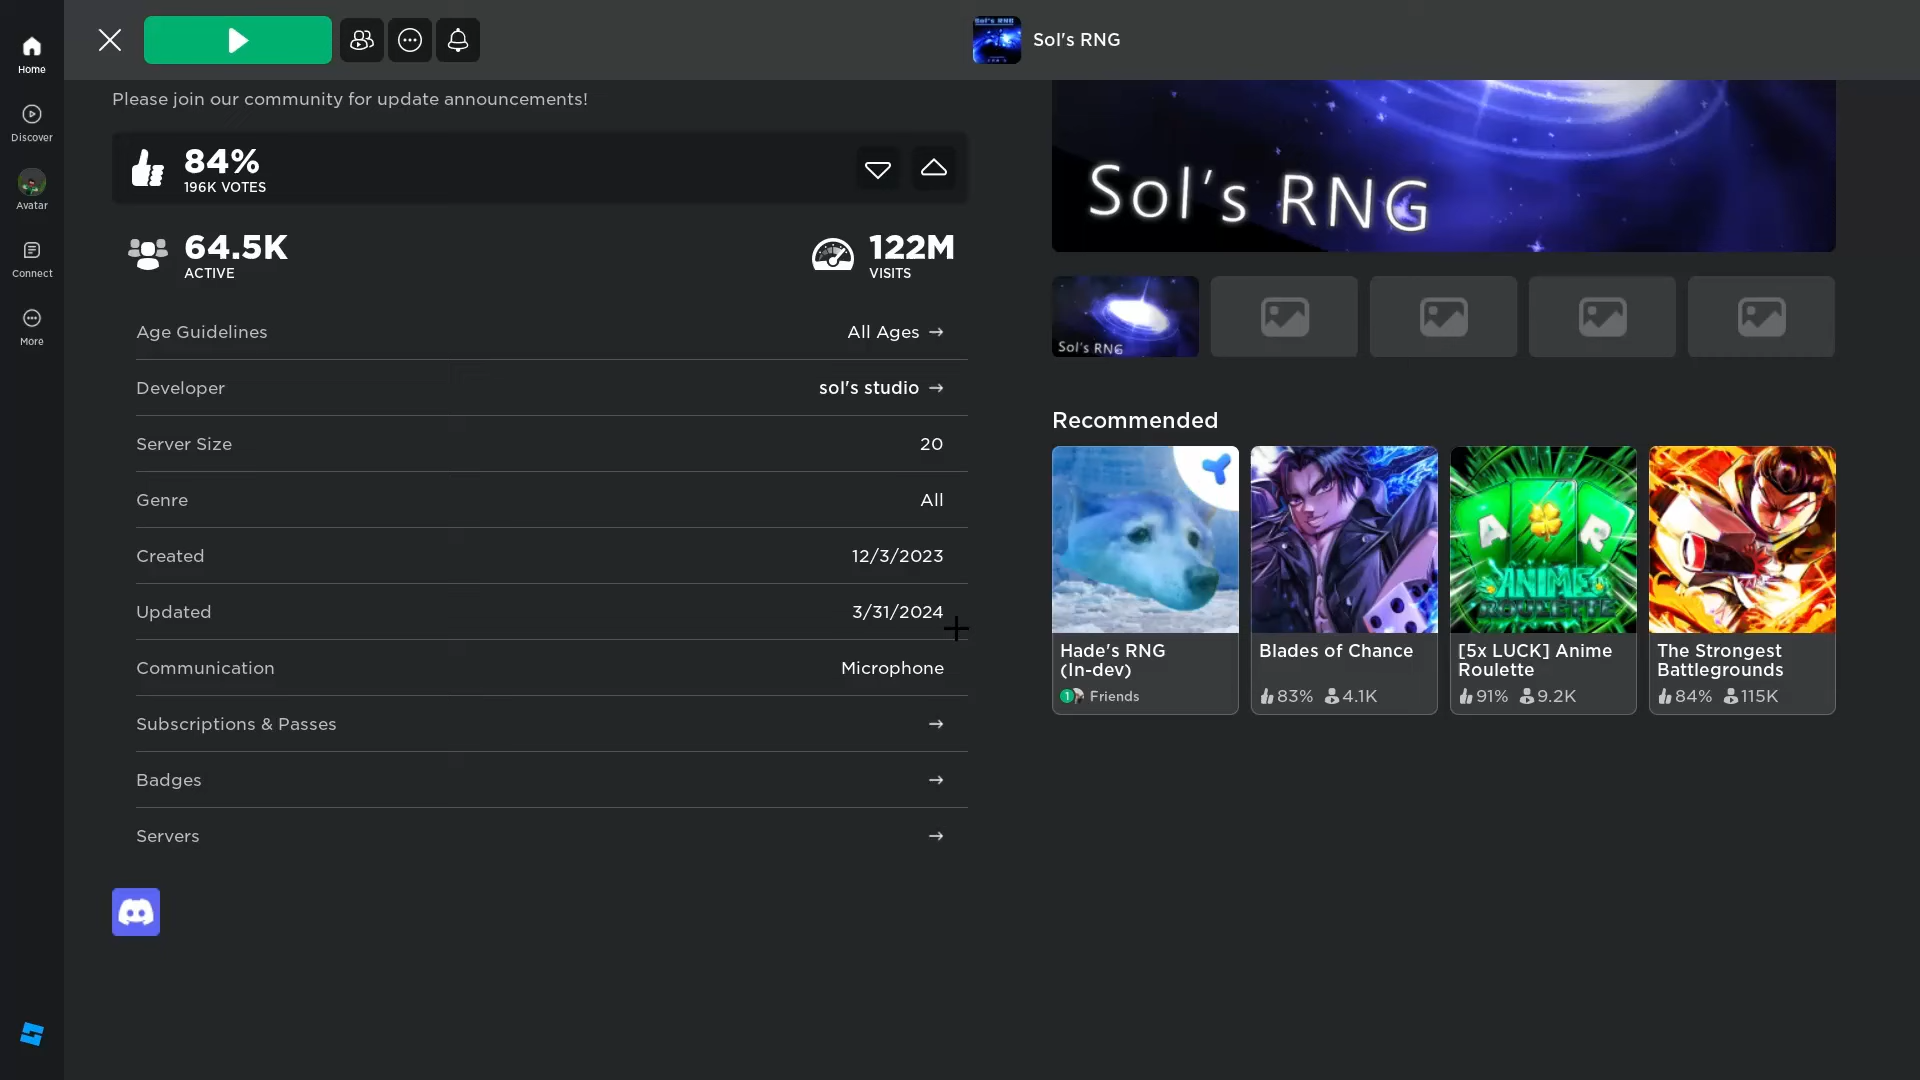 Home
Discover
Avatar
Connect
More
Sol's RNG
Please join our community for update announcements!
84%
196K VOTES
64.5K
ACTIVE
122M
VISITS
Age Guidelines All Ages →
Developer sol's studio →
Server Size 20
Genre All
Created 12/3/2023
Updated 3/31/2024
Communication Microphone
Subscriptions & Passes →
Badges →
Servers →
Sol's RNG
Sol's RNG
Recommended
A R
ANIME
ROULETTE
Hade's RNG
(In-dev)
1 Friends
Blades of Chance
83% 4.1K
[5x LUCK] Anime
Roulette
91% 9.2K
The Strongest
Battlegrounds
84% 115K